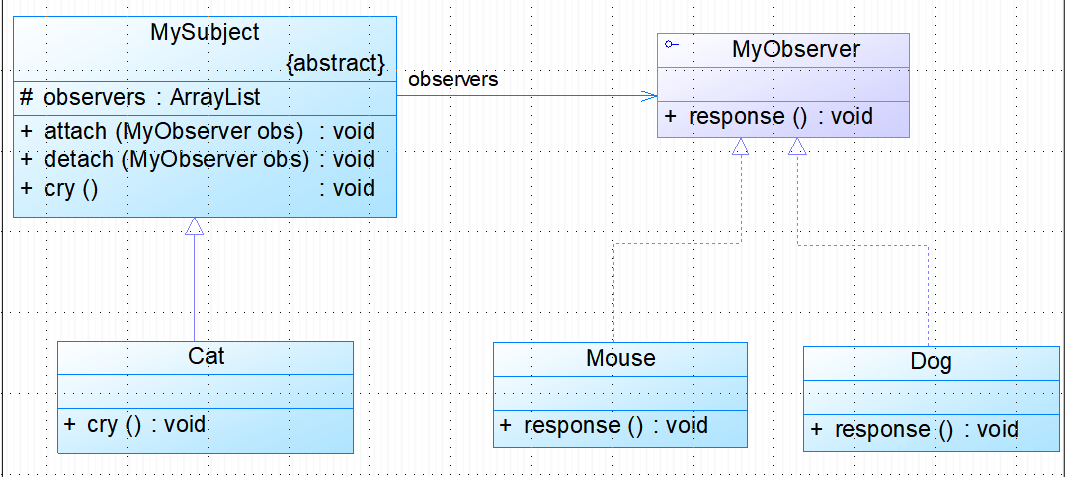 MySubject
{abstract}
# observers : ArrayList
+ attach (MyObserver obs) : void
+ detach (MyObserver obs) : void
+ cry () : void
observers
MyObserver
+ response () : void
Cat
+ cry () : void
Mouse
+ response () : void
Dog
+ response () : void